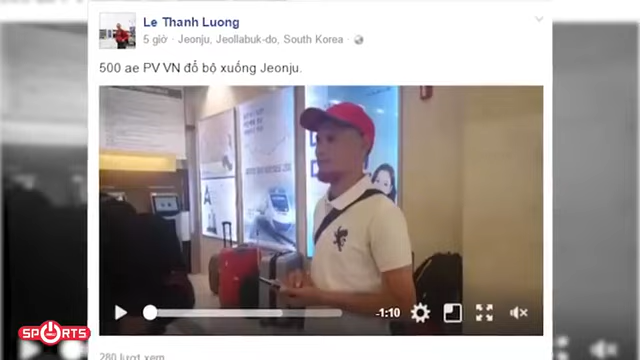 Le Thanh Luong
5 giờ · Jeonju, Jeollabuk-do, South Korea ·
500 ae PV VN đổ bộ xuống Jeonju.
-1:10
SPORTS
280 lượt xem